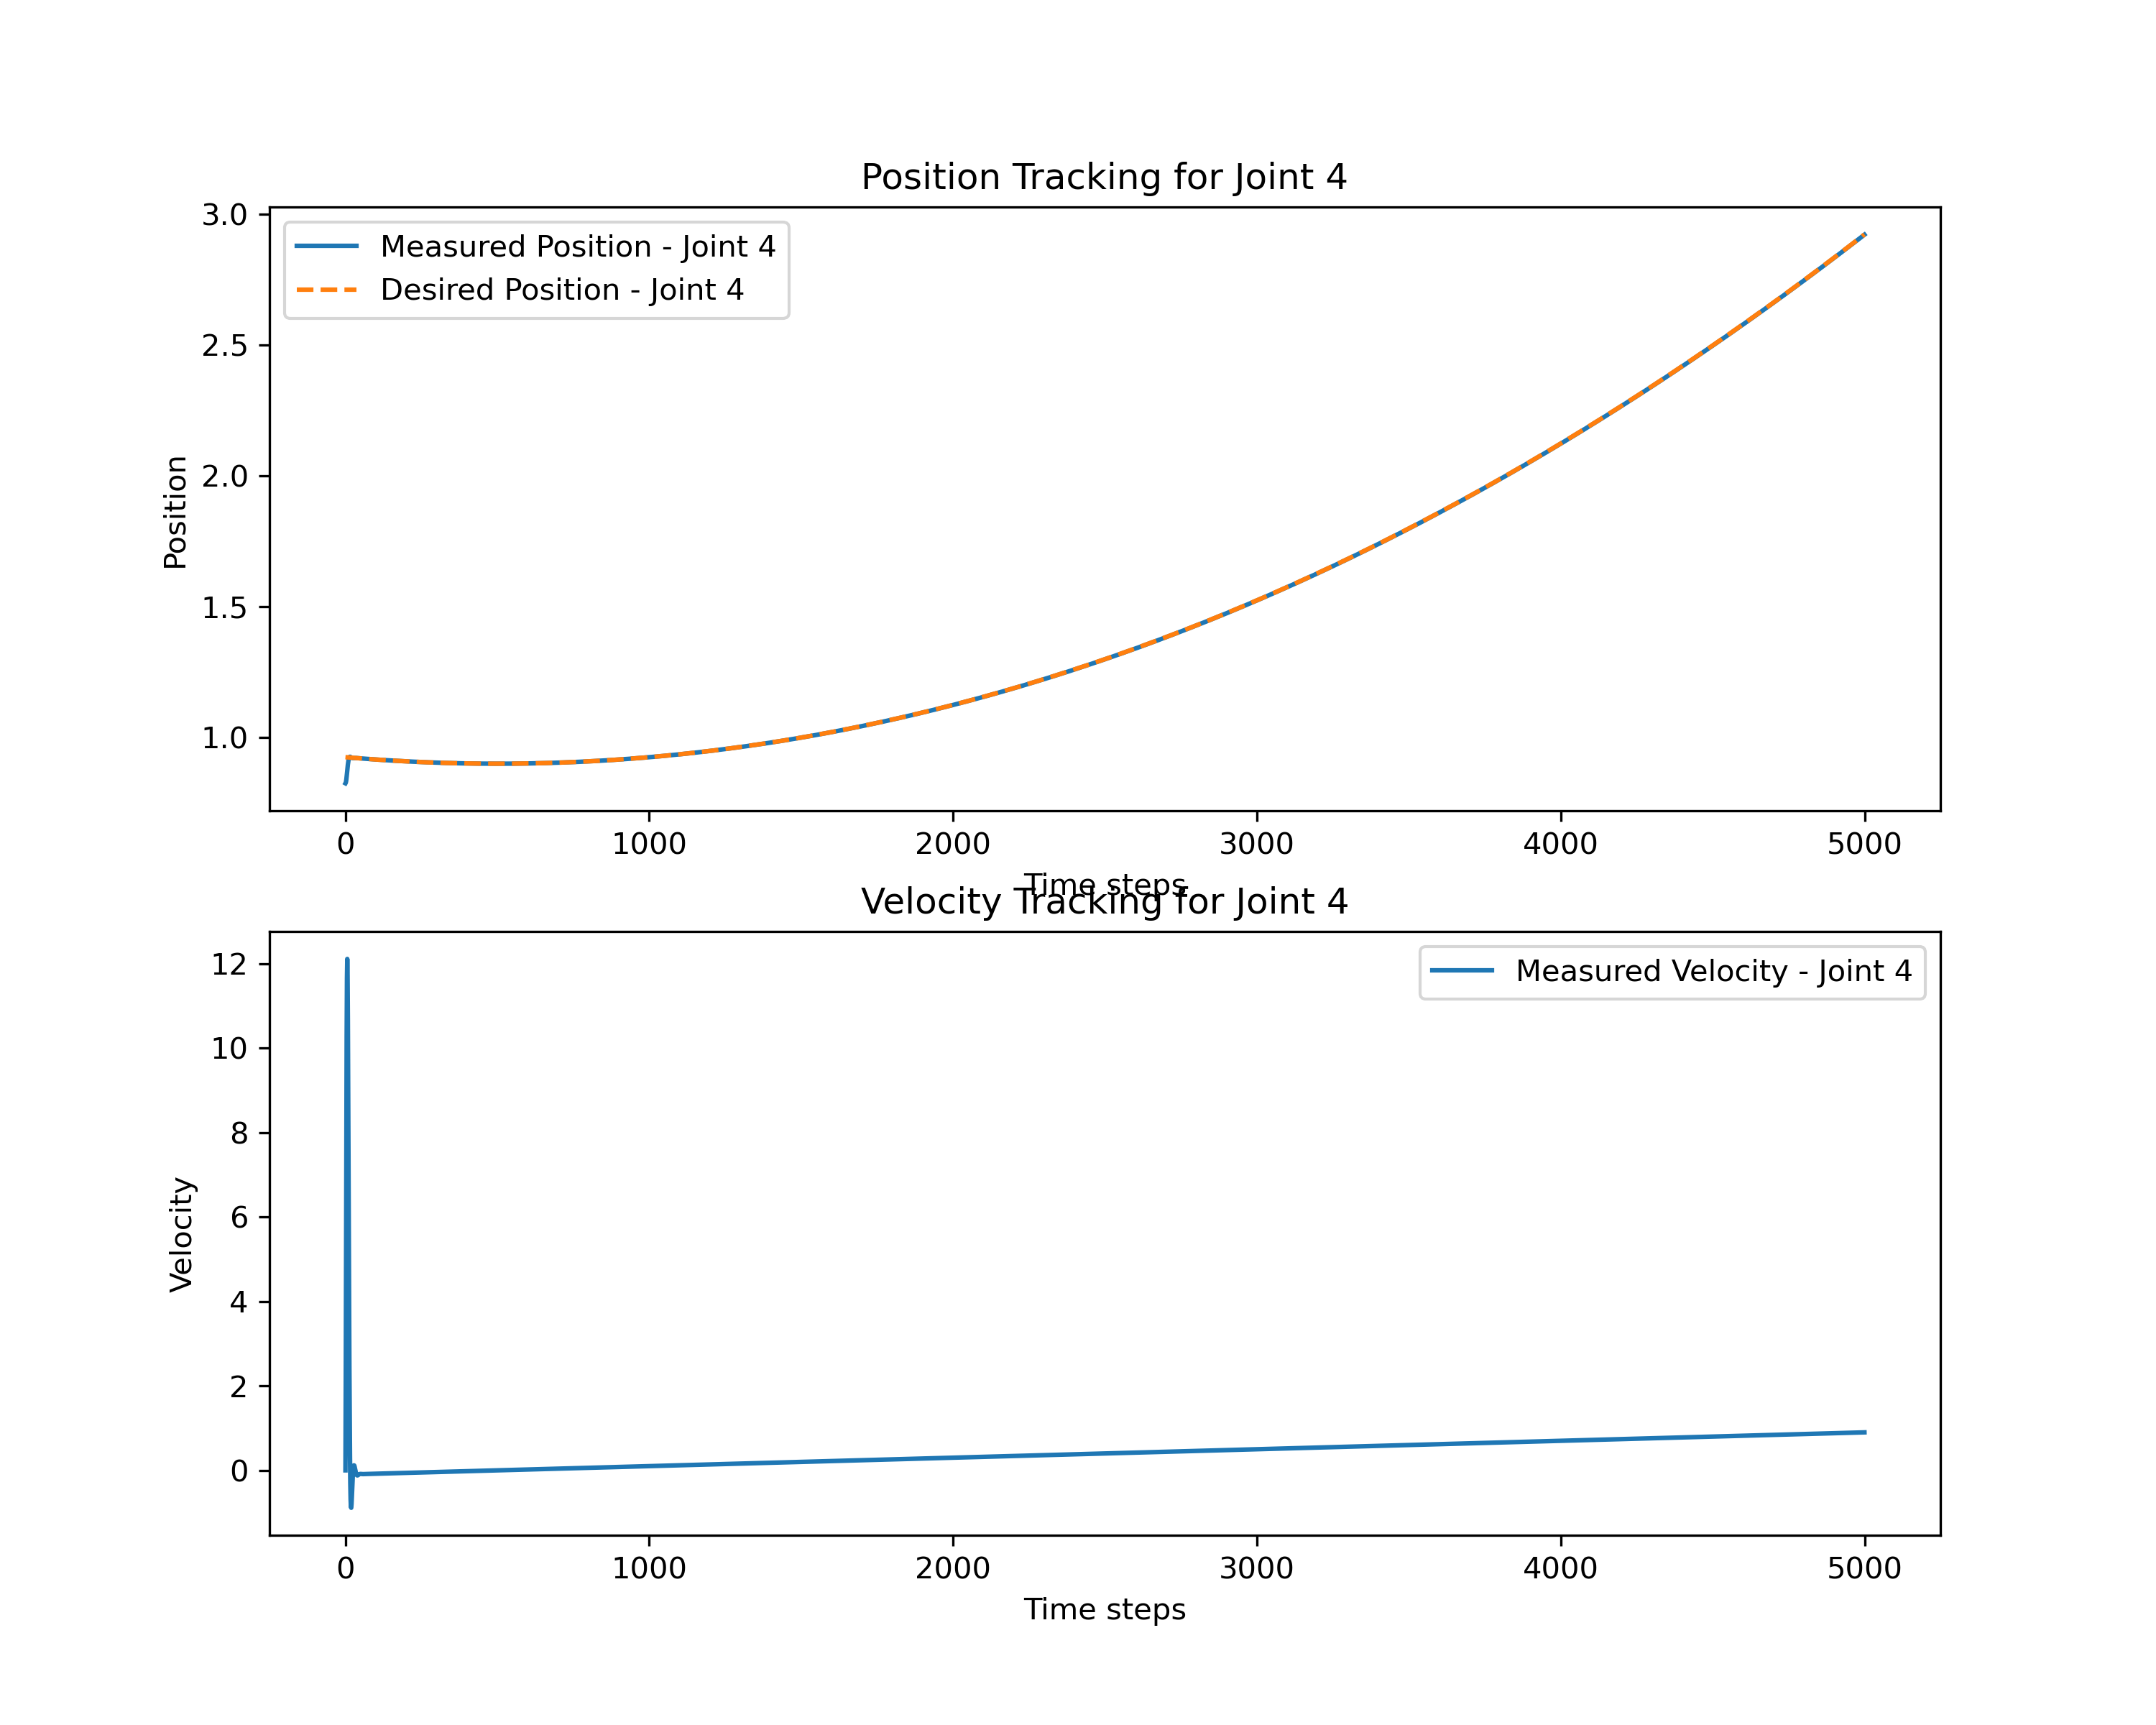 Position Tracking for Joint 4
3.0
2.5
2.0
1.5
1.0
Position
Measured Position - Joint 4
Desired Position - Joint 4
0 1000 2000 3000 4000 5000
Time steps
Velocity Tracking for Joint 4
12
10
8
6
4
2
0
Velocity
Measured Velocity - Joint 4
0 1000 2000 3000 4000 5000
Time steps